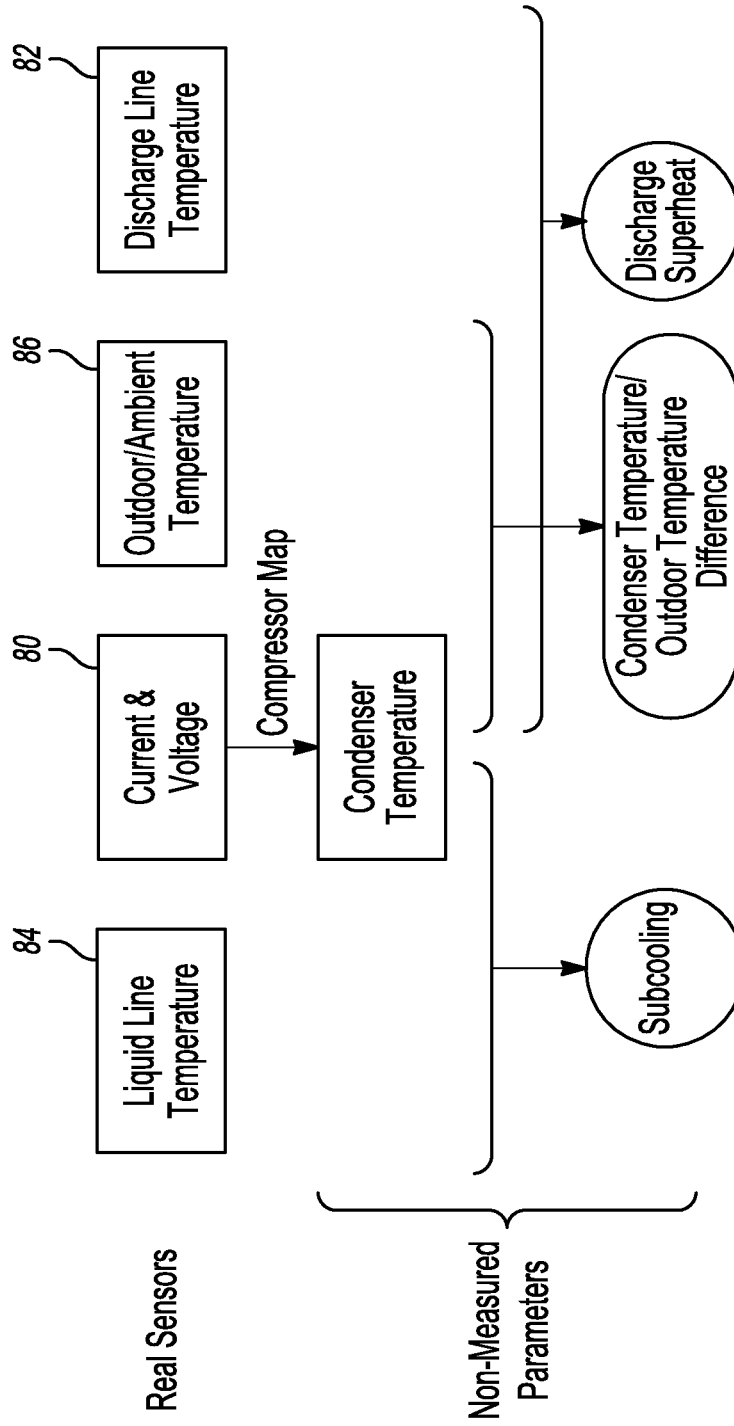 Real Sensors
84
Liquid Line
Temperature
80
Current &
Voltage
86
Outdoor/Ambient
Temperature
82
Discharge Line
Temperature
Compressor Map
Non-Measured
Parameters
Condenser
Temperature
Subcooling
Condenser Temperature/
Outdoor Temperature
Difference
Discharge
Superheat